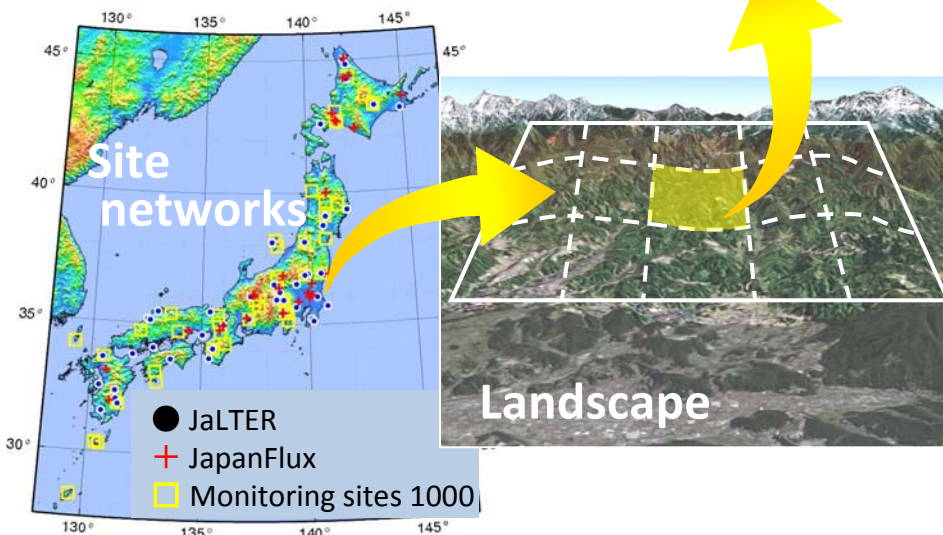 130° 135° 140° 145°
45° 45°
Site
networks
40°
35°
Landscape
JaLTER
JapanFlux
30°
Monitoring sites 1000
130° 135° 140° 145°